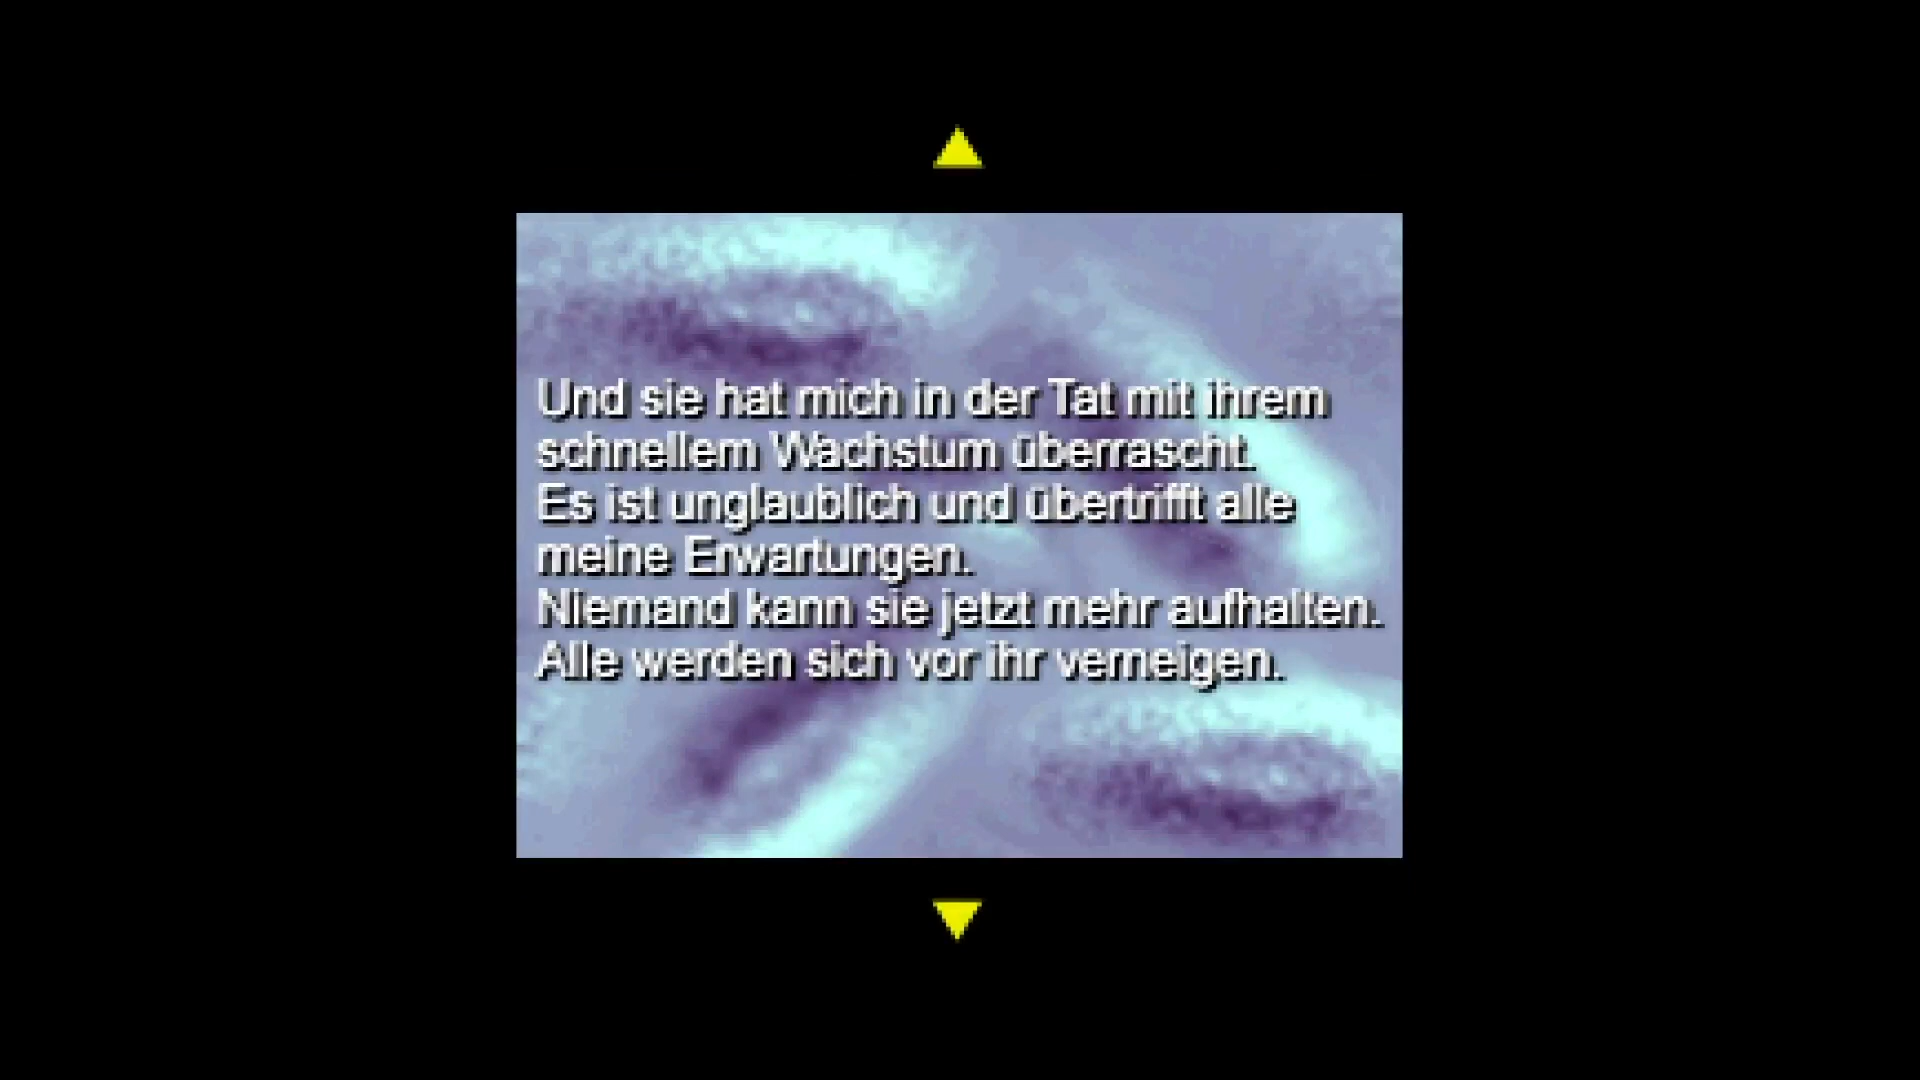 Und sie hat mich in der Tat mit ihrem
schnellem Wachstum überrascht.
Es ist unglaublich und übertrifft alle
meine Erwartungen.
Niemand kann sie jetzt mehr aufhalten.
Alle werden sich vor ihr verneigen.